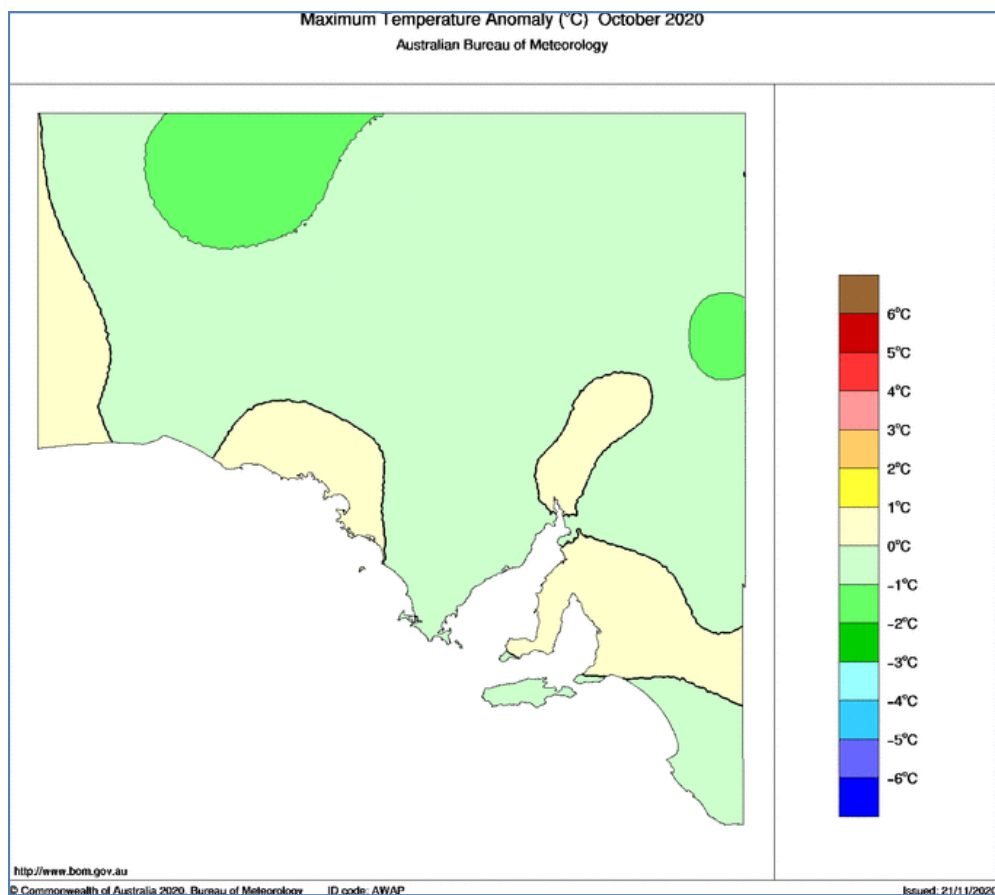 Maximum Temperature Anomaly (°C) October 2020
Australian Bureau of Meteorology
6°C
5°C
4°C
3°C
2°C
1°C
0°C
-1°C
-2°C
-3°C
-4°C
-5°C
-6°C
http://www.bom.gov.au
© Commonwealth of Australia 2020, Bureau of Meteorology ID code: AWAP Issued: 21/11/2020